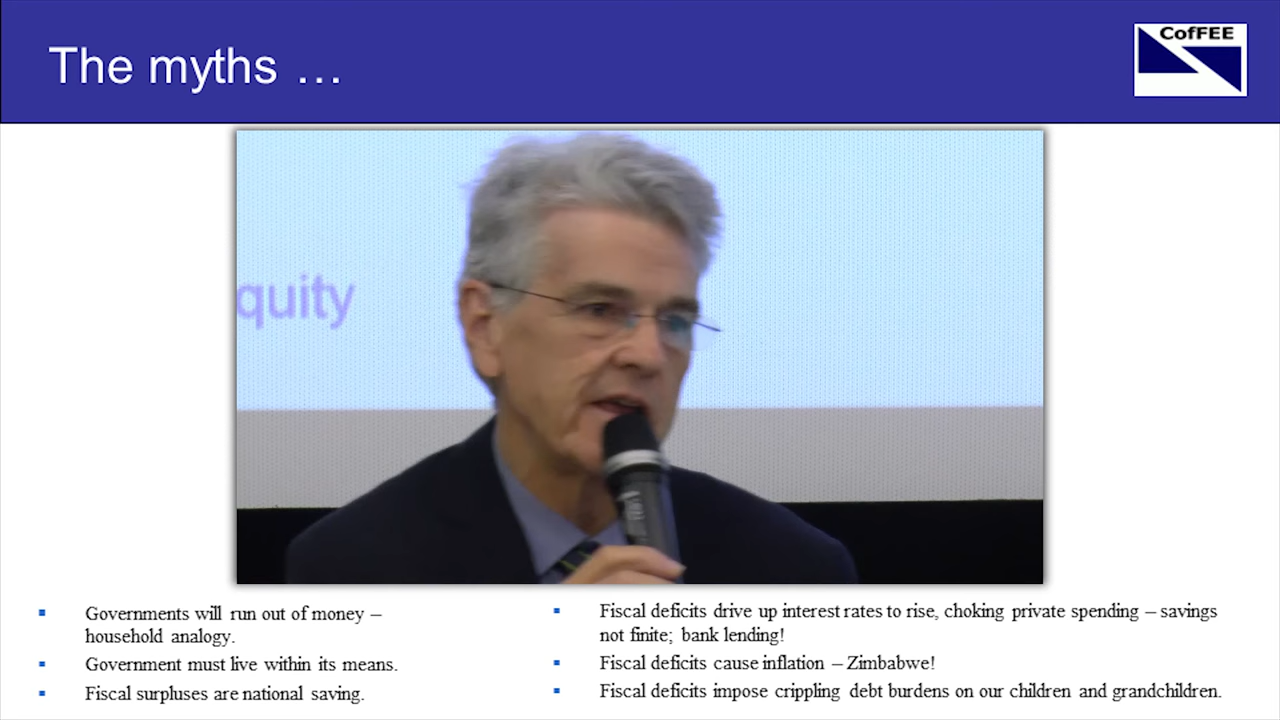 The myths …
CofFEE
quity
Governments will run out of money –
household analogy.
Government must live within its means.
Fiscal surpluses are national saving.
Fiscal deficits drive up interest rates to rise, choking private spending – savings
not finite; bank lending!
Fiscal deficits cause inflation – Zimbabwe!
Fiscal deficits impose crippling debt burdens on our children and grandchildren.